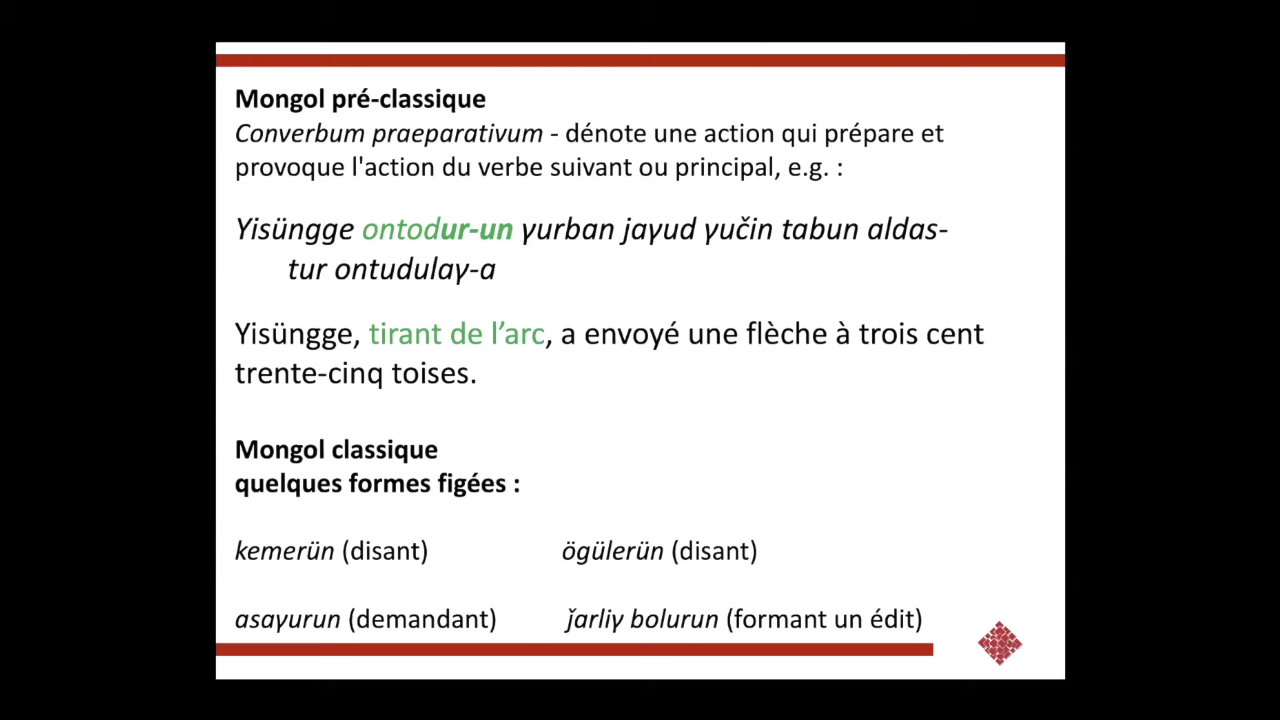 Mongol pré-classique
Converbum praeparativum - dénote une action qui prépare et
provoque l'action du verbe suivant ou principal, e.g. :
Yisüngge ontodur-un γurban jaγud γučin tabun aldas-
tur ontudulaγ-a
Yisüngge, tirant de l’arc, a envoyé une flèche à trois cent
trente-cinq toises.
Mongol classique
quelques formes figées :
kemerün (disant) ögülerün (disant)
asaγurun (demandant) ǰarliγ bolurun (formant un édit)